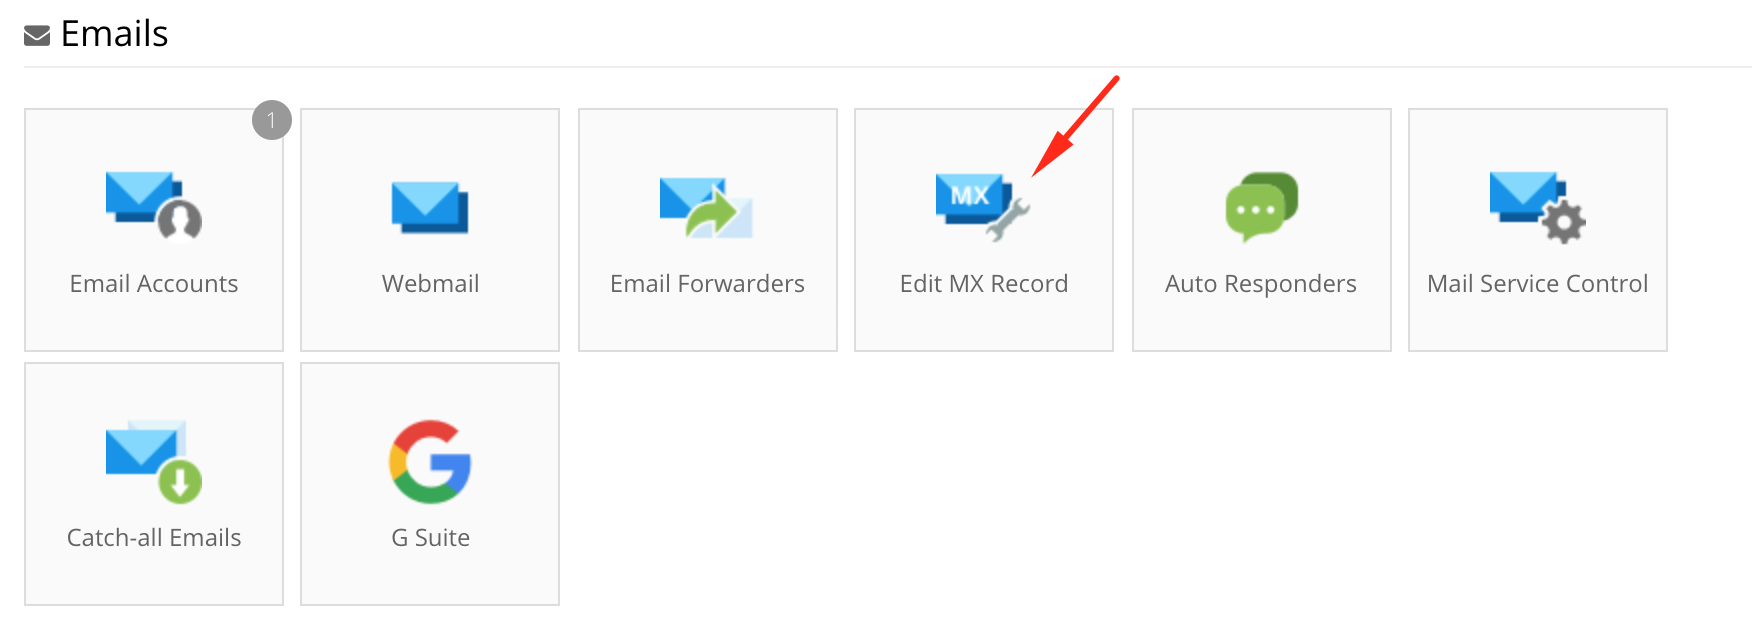 Emails
1
Email Accounts
Webmail
Email Forwarders
MX
Edit MX Record
Auto Responders
Mail Service Control
Catch-all Emails
G Suite